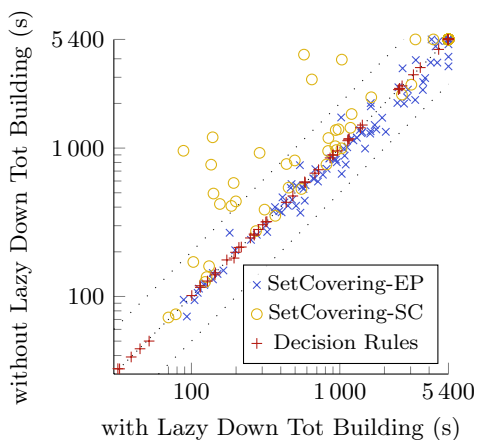 without Lazy Down Tot Building (s)
5 400
1 000
100
SetCovering-EP
SetCovering-SC
Decision Rules
100
1 000
5 400
with Lazy Down Tot Building (s)